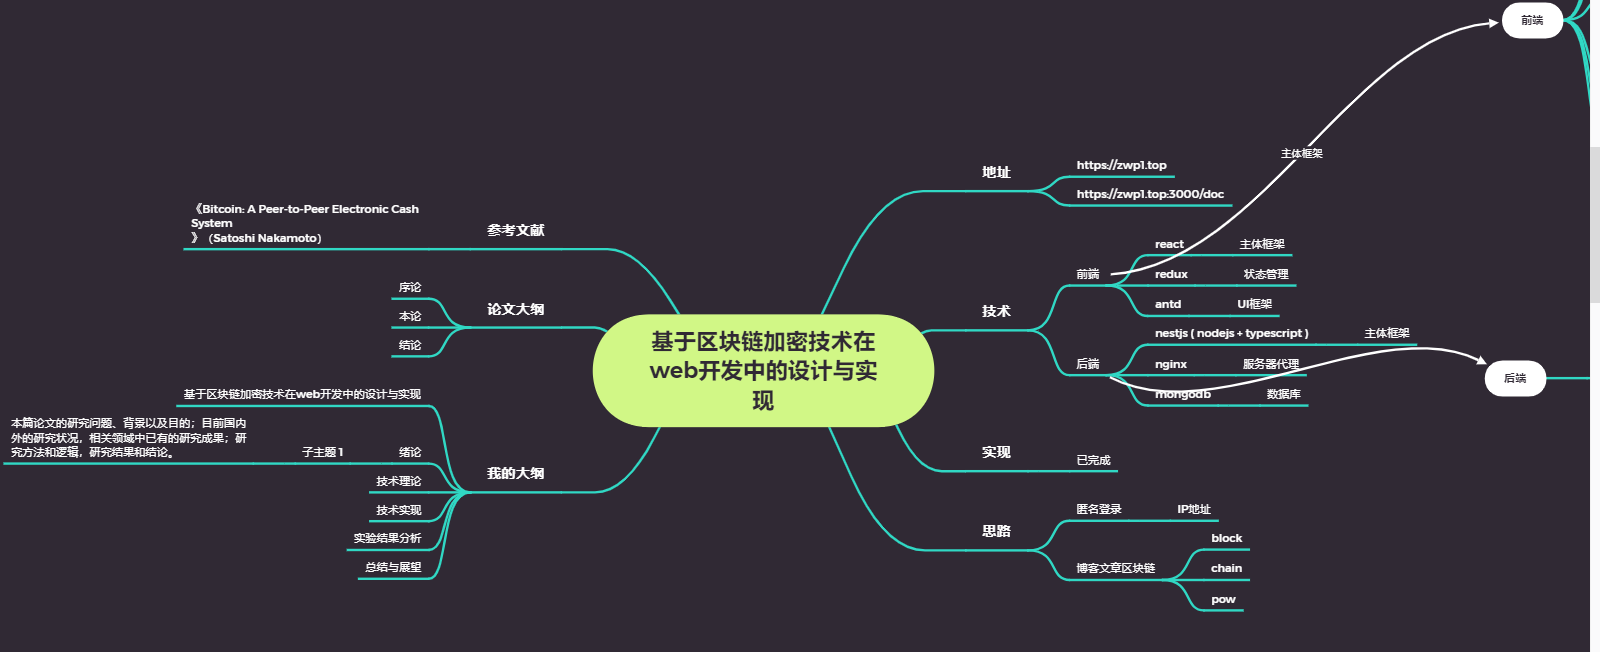 前端
主体框架
地址
https://zwp1.top
https://zwp1.top:3000/doc
《Bitcoin: A Peer-to-Peer Electronic Cash
System
》（Satoshi Nakamoto）
参考文献
技术
前端
react
主体框架
redux
状态管理
antd
UI框架
后端
nestjs ( nodejs + typescript )
主体框架
nginx
服务器代理
mongodb
数据库
后端
论文大纲
序论
本论
结论
基于区块链加密技术在
web开发中的设计与实
现
我的大纲
基于区块链加密技术在web开发中的设计与实现
本篇论文的研究问题、背景以及目的；目前国内
外的研究状况，相关领域中已有的研究成果；研
究方法和逻辑，研究结果和结论。
子主题 1
绪论
技术理论
技术实现
实验结果分析
总结与展望
实现
已完成
思路
匿名登录
IP地址
博客文章区块链
block
chain
pow